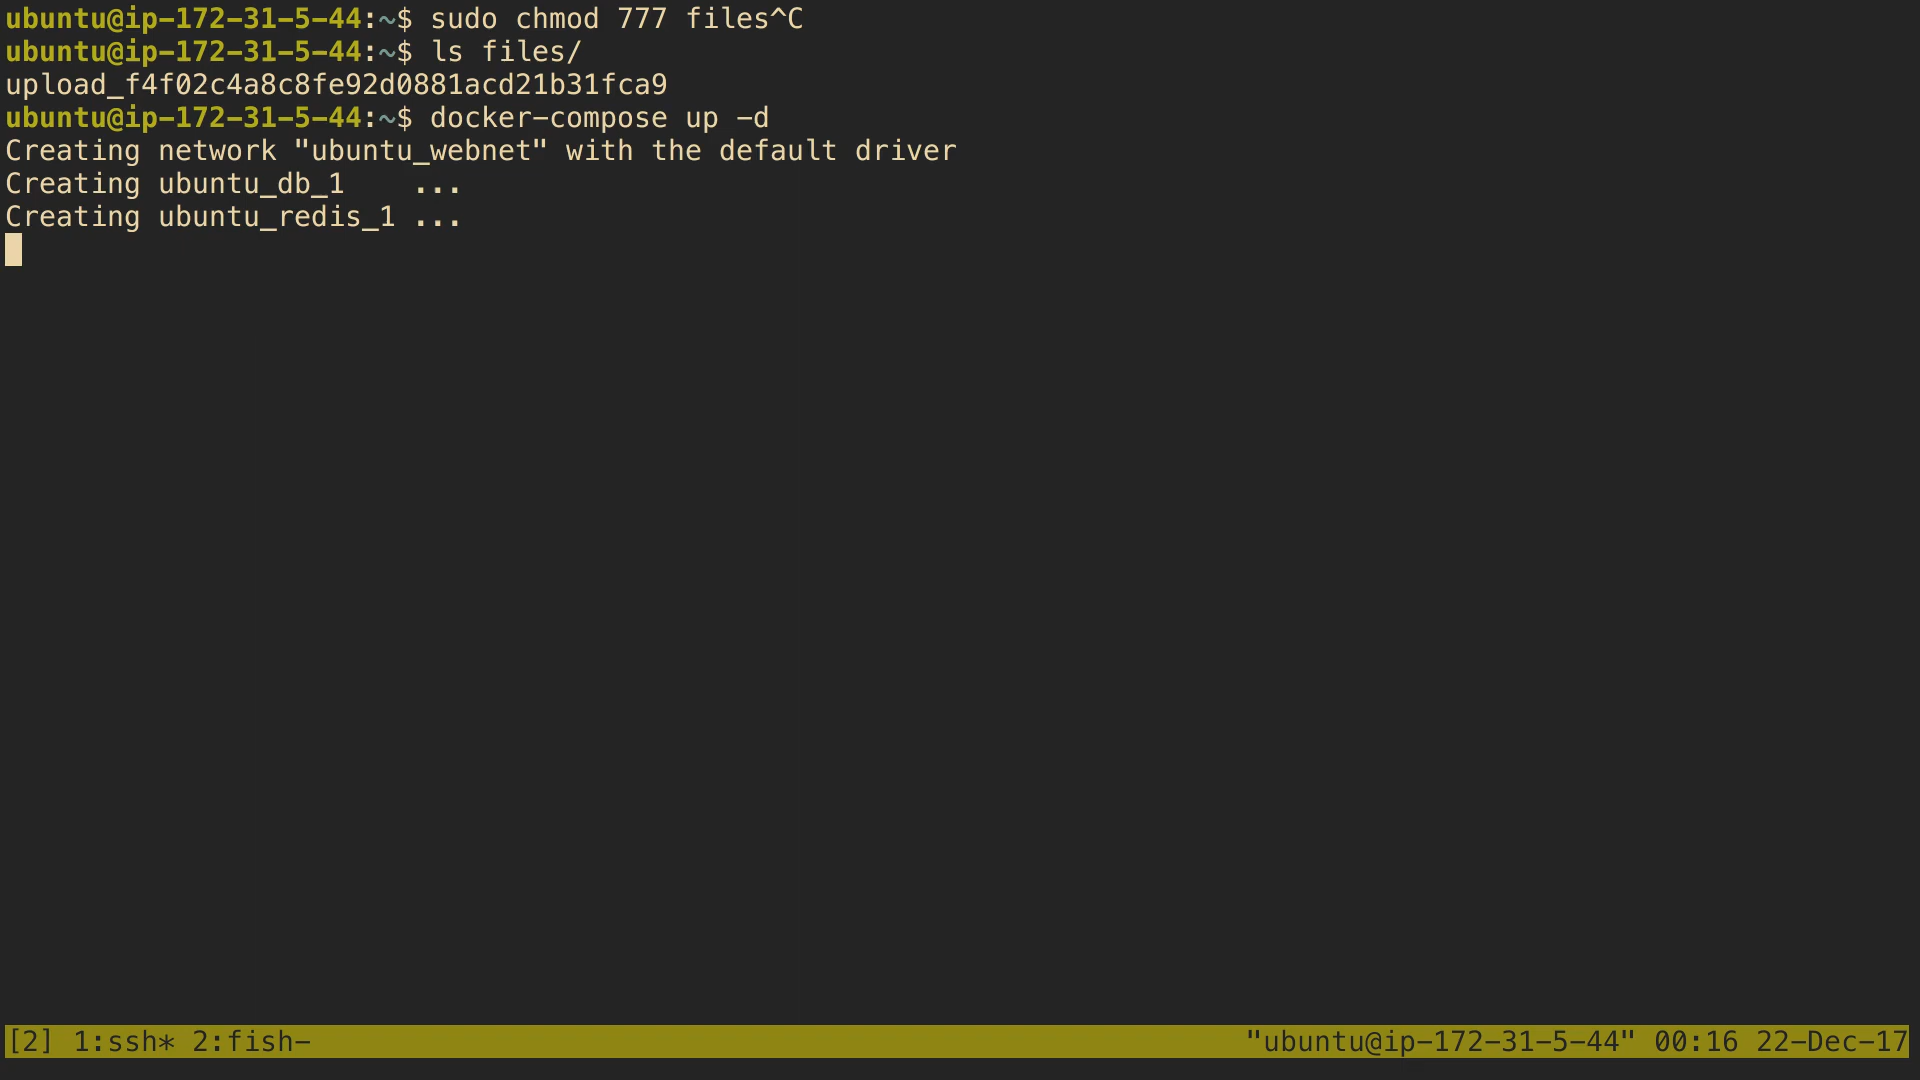 ubuntu@ip-172-31-5-44:~$ sudo chmod 777 files^C
ubuntu@ip-172-31-5-44:~$ ls files/
upload_f4f02c4a8c8fe92d0881acd21b31fca9
ubuntu@ip-172-31-5-44:~$ docker-compose up -d
Creating network "ubuntu_webnet" with the default driver
Creating ubuntu_db_1    ...
Creating ubuntu_redis_1 ...
[2] 1:ssh* 2:fish- "ubuntu@ip-172-31-5-44" 00:16 22-Dec-17